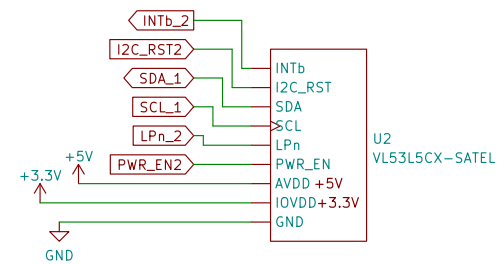 INTb_2
I2C_RST2
SDA_1
SCL_1
LPn_2
PWR_EN2
+5V
+3.3V
GND
INTb
I2C_RST
SDA
SCL
LPn
PWR_EN
AVDD +5V
IOVDD+3.3V
GND
U2
VL53L5CX-SATEL